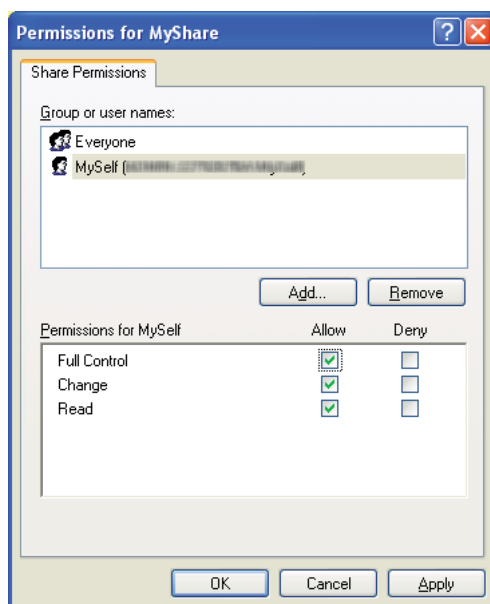 Permissions for MyShare
Share Permissions
Group or user names:
Everyone
MySelf (
Add... Remove
Permissions for MySelf Allow Deny
Full Control
Change
Read
OK Cancel Apply